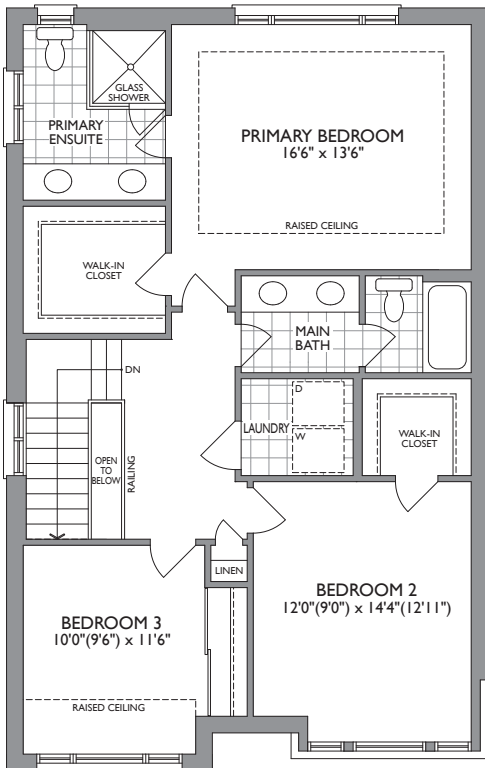 GLASS
SHOWER
PRIMARY
ENSUITE
PRIMARY BEDROOM
16'6" x 13'6"
RAISED CEILING
WALK-IN
CLOSET
MAIN
BATH
DN
D
LAUNDRY
W
WALK-IN
CLOSET
OPEN
TO
BELOW
RAILING
LINEN
BEDROOM 2
12'0"(9'0") x 14'4"(12'11")
BEDROOM 3
10'0"(9'6") x 11'6"
RAISED CEILING